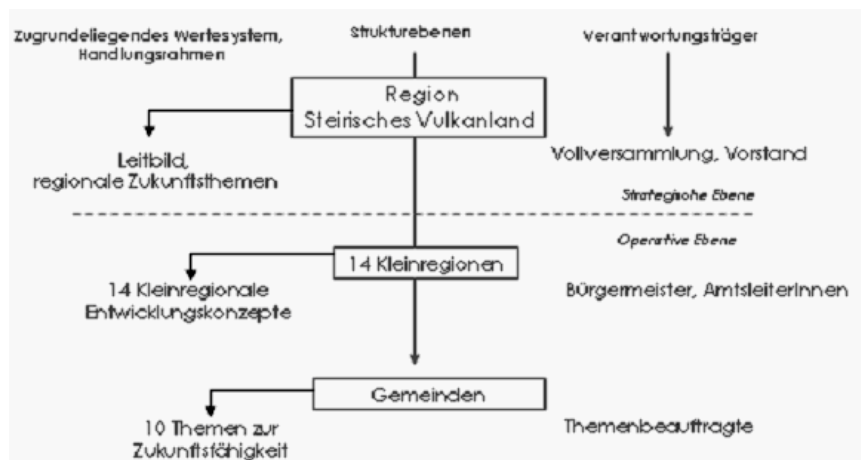 Zugrundeliegendes Wertesystem,
Handlungsrahmen
Strukturebenen
Verantwortungsträger
Region
Steirisches Vulkanland
Leitbild,
regionale Zukunftsthemen
Vollversammlung, Vorstand
Strategische Ebene
Operative Ebene
14 Kleinregionen
14 Kleinregionale
Entwicklungskonzepte
Bürgermeister, AmtsleiterInnen
Gemeinden
10 Themen zur
Zukunftsfähigkeit
Themenbeauftragte